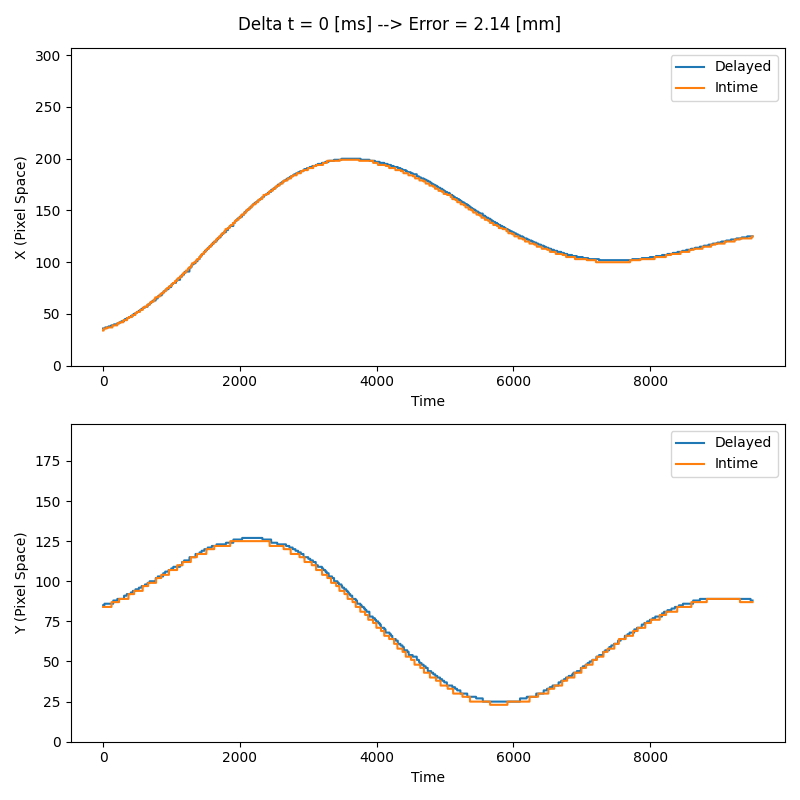 Delta t = 0 [ms] --> Error = 2.14 [mm]
300
250
200
150
100
50
0
X (Pixel Space)
Delayed
Intime
0 2000 4000 6000 8000
Time
175
150
125
100
75
50
25
0
Y (Pixel Space)
Delayed
Intime
0 2000 4000 6000 8000
Time